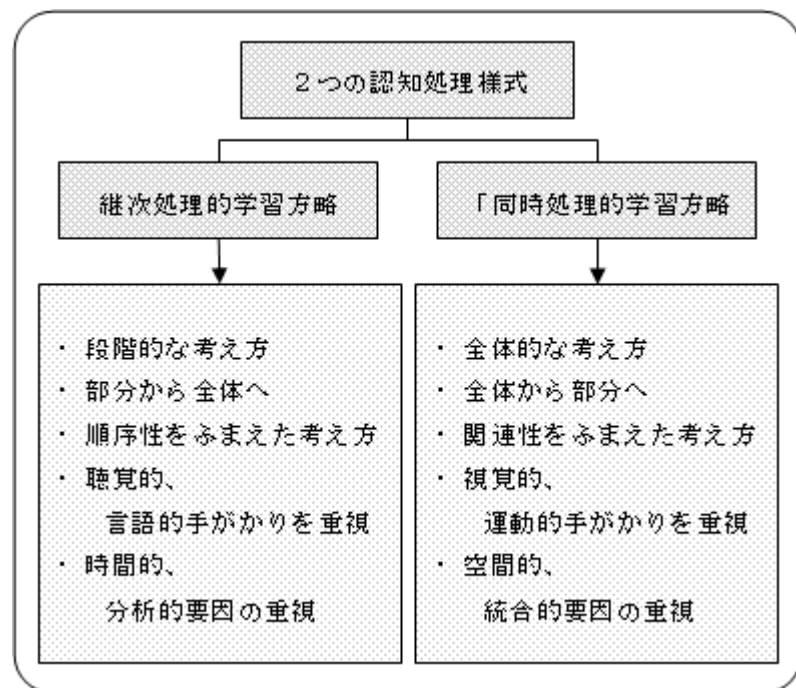 2つの認知処理様式
継次処理的学習方略
「同時処理的学習方略
・ 段階的な考え方
・ 部分から全体へ
・ 順序性をふまえた考え方
・ 聴覚的、
言語的手がかりを重視
・ 時間的、
分析的要因の重視
・ 全体的な考え方
・ 全体から部分へ
・ 関連性をふまえた考え方
・ 視覚的、
運動的手がかりを重視
・ 空間的、
統合的要因の重視